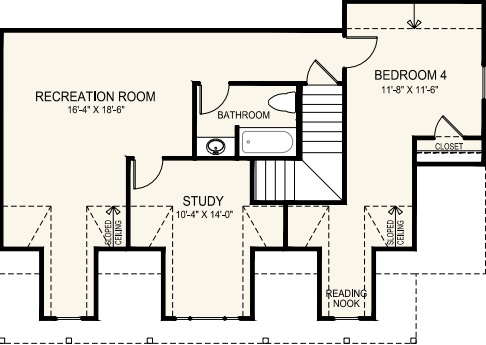 BEDROOM 4
11'-8" X 11'-6"
RECREATION ROOM
16'-4" X 18'-6"
BATHROOM
CLOSET
STUDY
10'-4" X 14'-0"
SLOPED
CEILING
SLOPED
CEILING
READING
NOOK